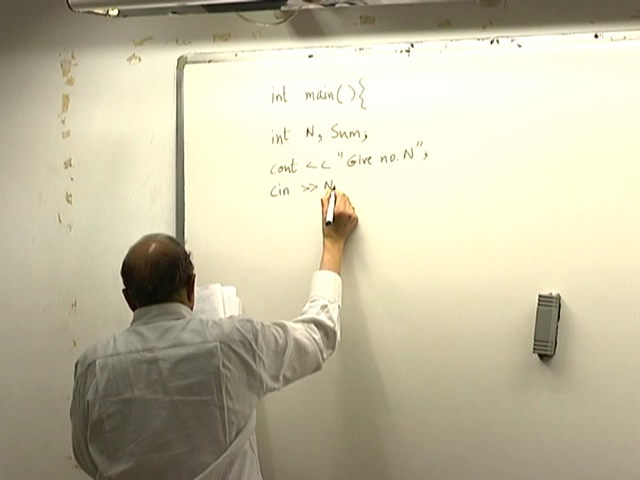 int main(){
int N, Sum;
cout << "Give no. N";
cin >> N